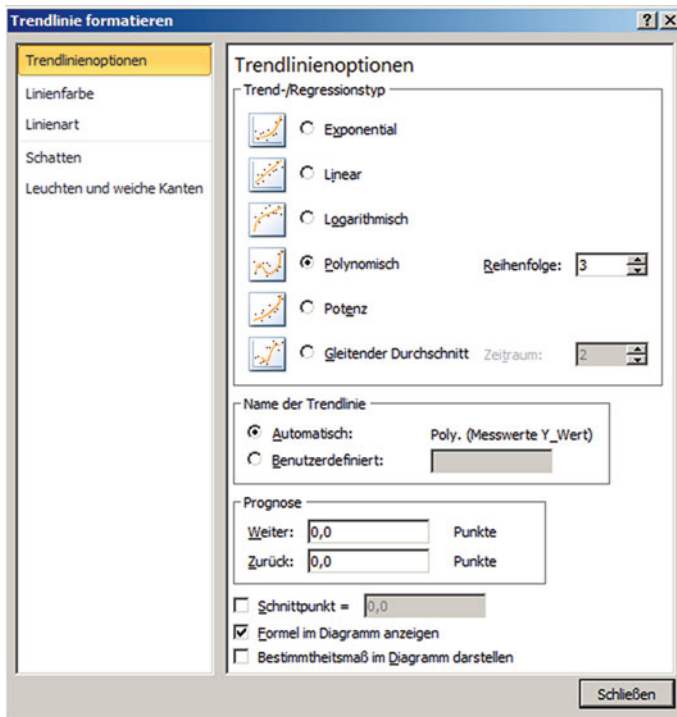 Trendlinie formatieren
Trendlinienoptionen
Linienfarbe
Linienart
Schatten
Leuchten und weiche Kanten
Trendlinienoptionen
Trend-/Regressionstyp
Exponential
Linear
Logarithmisch
Polynomisch Reihenfolge: 3
Potenz
Gleitender Durchschnitt Zeitraum: 2
Name der Trendlinie
Automatisch: Poly. (Messwerte Y_Wert)
Benutzerdefiniert:
Prognose
Weiter: 0,0 Punkte
Zurück: 0,0 Punkte
Schnittpunkt = 0,0
Formel im Diagramm anzeigen
Bestimmtheitsmaß im Diagramm darstellen
Schließen